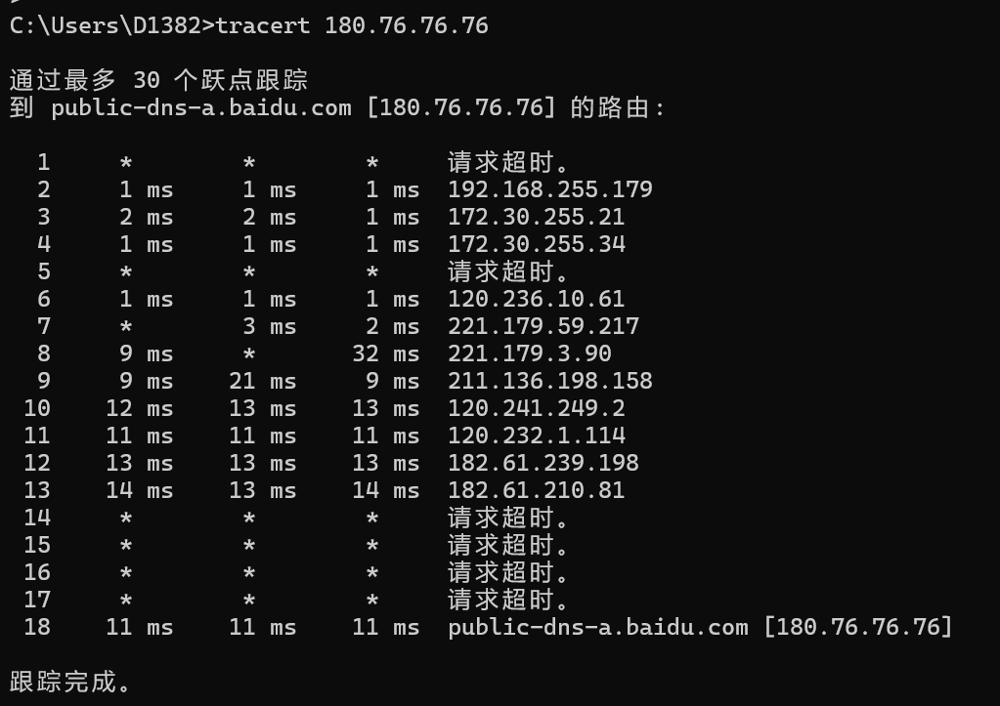 C:\Users\D1382>tracert 180.76.76.76
通过最多 30 个跃点跟踪
到 public-dns-a.baidu.com [180.76.76.76] 的路由:
1 * * * 请求超时。
2 1 ms 1 ms 1 ms 192.168.255.179
3 2 ms 2 ms 1 ms 172.30.255.21
4 1 ms 1 ms 1 ms 172.30.255.34
5 * * * 请求超时。
6 1 ms 1 ms 1 ms 120.236.10.61
7 * 3 ms 2 ms 221.179.59.217
8 9 ms * 32 ms 221.179.3.90
9 9 ms 21 ms 9 ms 211.136.198.158
10 12 ms 13 ms 13 ms 120.241.249.2
11 11 ms 11 ms 11 ms 120.232.1.114
12 13 ms 13 ms 13 ms 182.61.239.198
13 14 ms 13 ms 14 ms 182.61.210.81
14 * * * 请求超时。
15 * * * 请求超时。
16 * * * 请求超时。
17 * * * 请求超时。
18 11 ms 11 ms 11 ms public-dns-a.baidu.com [180.76.76.76]
跟踪完成。